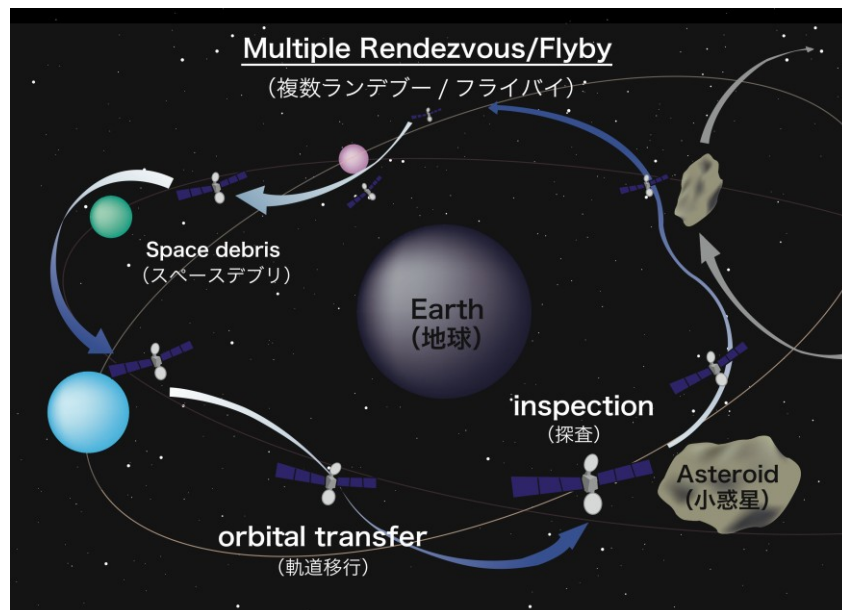 Multiple Rendezvous/Flyby
（複数ランデブー / フライバイ）
Space debris
（スペースデブリ）
Earth
（地球）
inspection
（探査）
Asteroid
（小惑星）
orbital transfer
（軌道移行）